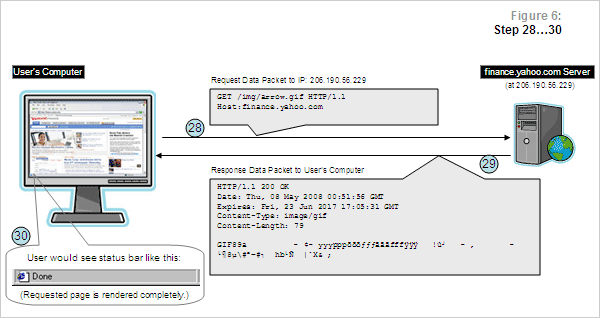 Figure 6:
Step 28...30
User's Computer
Request Data Packet to IP: 206.190.56.229
finance.yahoo.com Server
(at 206.190.56.229)
GET /img/arrow.gif HTTP/1.1
Host:finance.yahoo.com
28
29
Response Data Packet to User's Computer
HTTP/1.1 200 OK
Date: Thu, 08 May 2008 00:51:56 GMT
Expires: Fri, 23 Jun 2017 17:05:31 GMT
Content-Type: image/gif
Content-Length: 79
GIF89a
30
User would see status bar like this:
Done
(Requested page is rendered completely.)